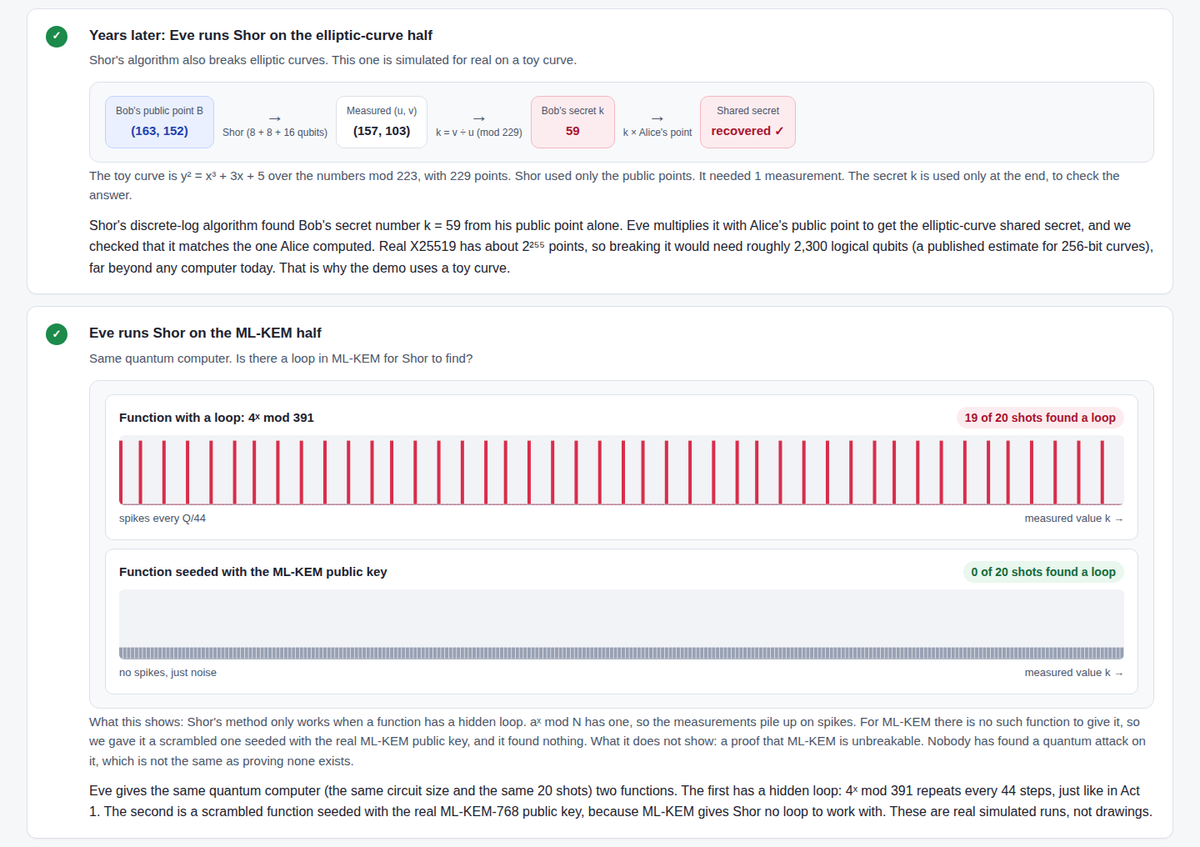 ✓
Years later: Eve runs Shor on the elliptic-curve half
Shor's algorithm also breaks elliptic curves. This one is simulated for real on a toy curve.
Bob's public point B
(163, 152)
→
Shor (8 + 8 + 16 qubits)
Measured (u, v)
(157, 103)
→
k = v ÷ u (mod 229)
Bob's secret k
59
→
k × Alice's point
Shared secret
recovered ✓
The toy curve is y² = x³ + 3x + 5 over the numbers mod 223, with 229 points. Shor used only the public points. It needed 1 measurement. The secret k is used only at the end, to check the
answer.
Shor's discrete-log algorithm found Bob's secret number k = 59 from his public point alone. Eve multiplies it with Alice's public point to get the elliptic-curve shared secret, and we
checked that it matches the one Alice computed. Real X25519 has about 2²⁵⁵ points, so breaking it would need roughly 2,300 logical qubits (a published estimate for 256-bit curves),
far beyond any computer today. That is why the demo uses a toy curve.
✓
Eve runs Shor on the ML-KEM half
Same quantum computer. Is there a loop in ML-KEM for Shor to find?
Function with a loop: 4ˣ mod 391
19 of 20 shots found a loop
spikes every Q/44
measured value k →
Function seeded with the ML-KEM public key
0 of 20 shots found a loop
no spikes, just noise
measured value k →
What this shows: Shor's method only works when a function has a hidden loop. aˣ mod N has one, so the measurements pile up on spikes. For ML-KEM there is no such function to give it, so
we gave it a scrambled one seeded with the real ML-KEM public key, and it found nothing. What it does not show: a proof that ML-KEM is unbreakable. Nobody has found a quantum attack on
it, which is not the same as proving none exists.
Eve gives the same quantum computer (the same circuit size and the same 20 shots) two functions. The first has a hidden loop: 4ˣ mod 391 repeats every 44 steps, just like in Act
1. The second is a scrambled function seeded with the real ML-KEM-768 public key, because ML-KEM gives Shor no loop to work with. These are real simulated runs, not drawings.